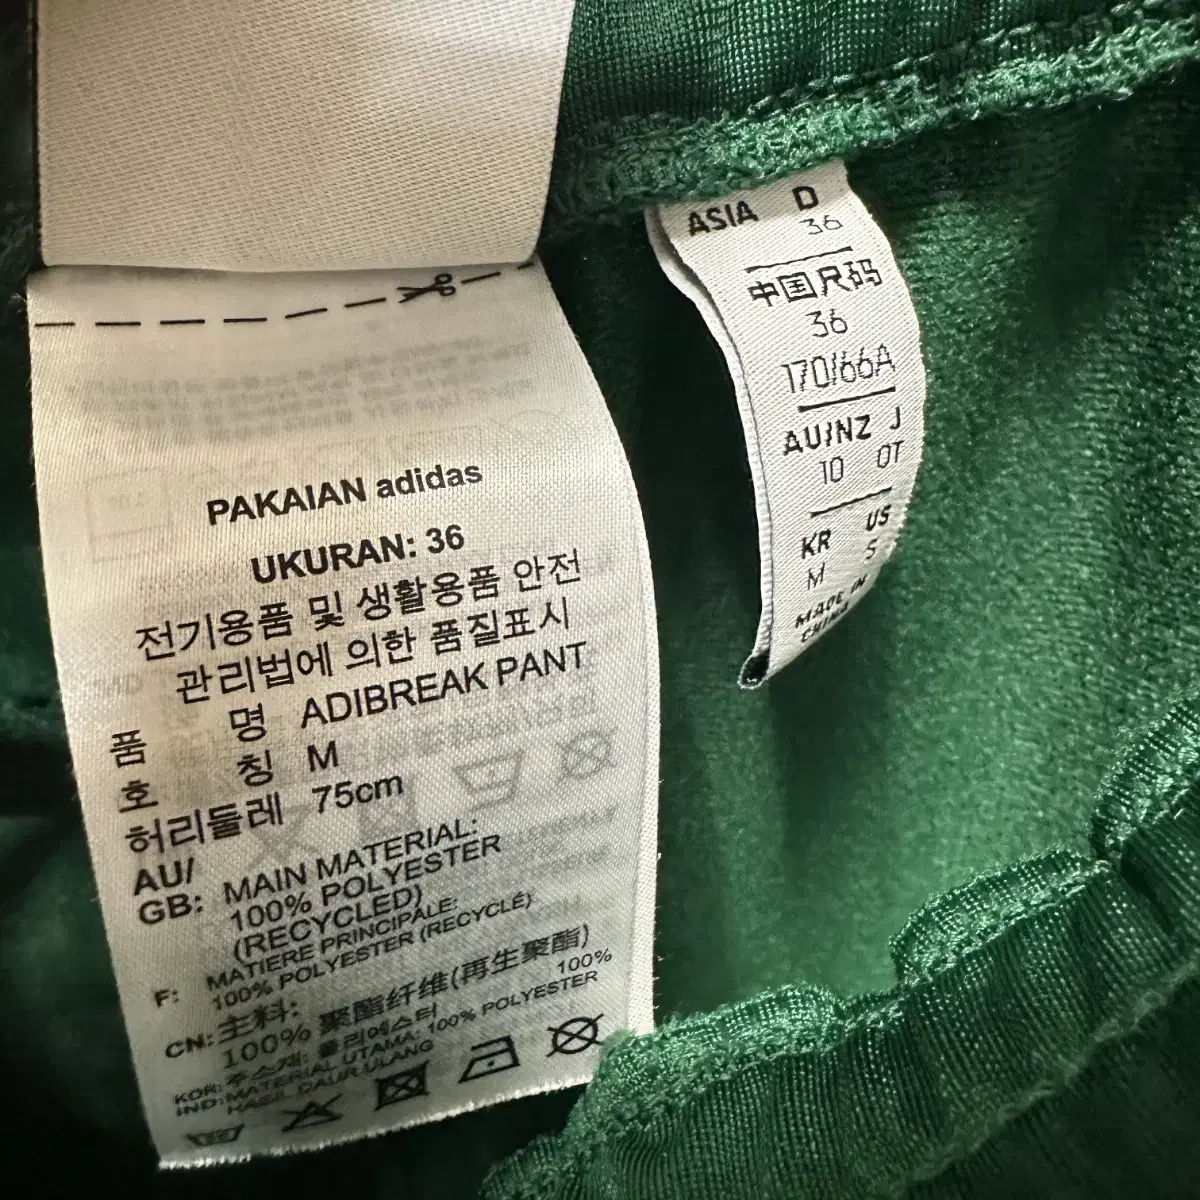 PAKAIAN adidas
UKURAN: 36
전기용품 및 생활용품 안전
관리법에 의한 품질표시
품 명 ADIBREAK PANT
호 칭 M
허리둘레 75cm
AU/
GB: MAIN MATERIAL:
100% POLYESTER
(RECYCLED)
F: MATIERE PRINCIPALE:
100% POLYESTER (RECYCLÉ)
CN: 主料:
100% 聚酯纤维(再生聚酯)
KOR: 주소재: 폴리에스터 100%
IND: MATERIAL UTAMA: 100% POLYESTER
HASIL DAUR ULANG
ASIA D
36
中国尺码
36
170/66A
AU/NZ J
10 OT
KR US
M S
MADE IN
CHINA